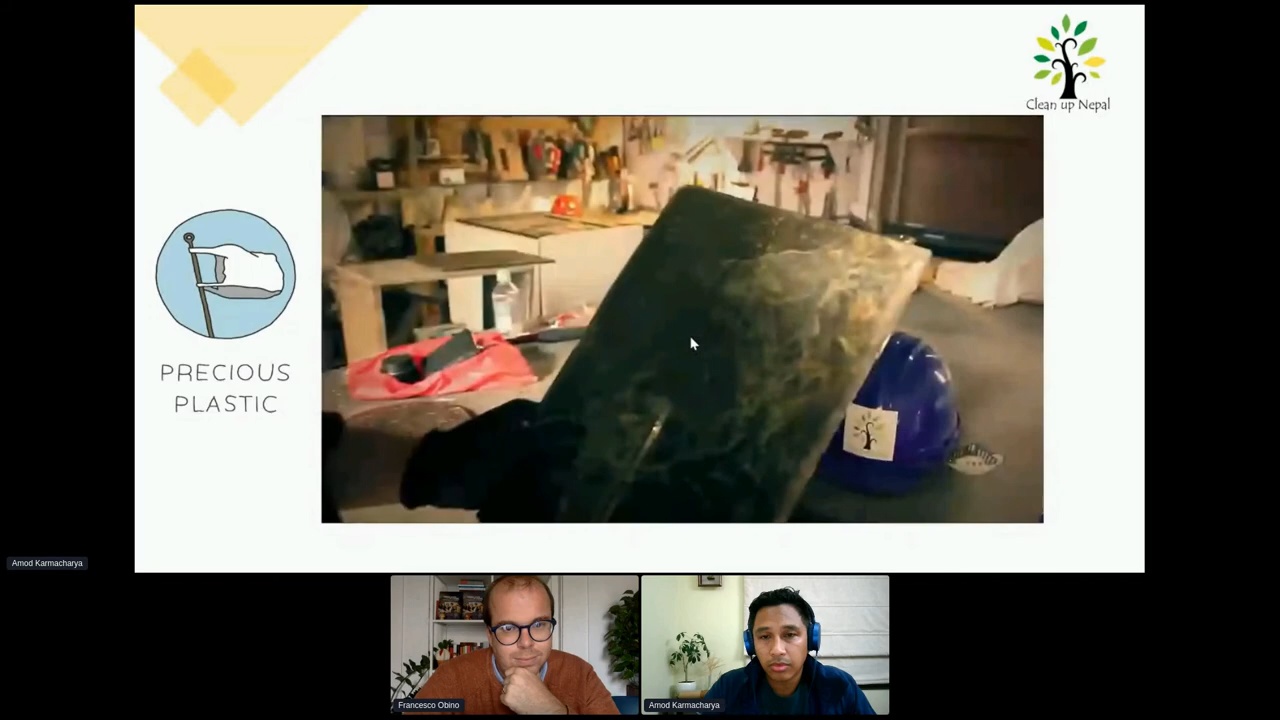 Clean up Nepal
PRECIOUS
PLASTIC
Amod Karmacharya
Francesco Obino
Amod Karmacharya